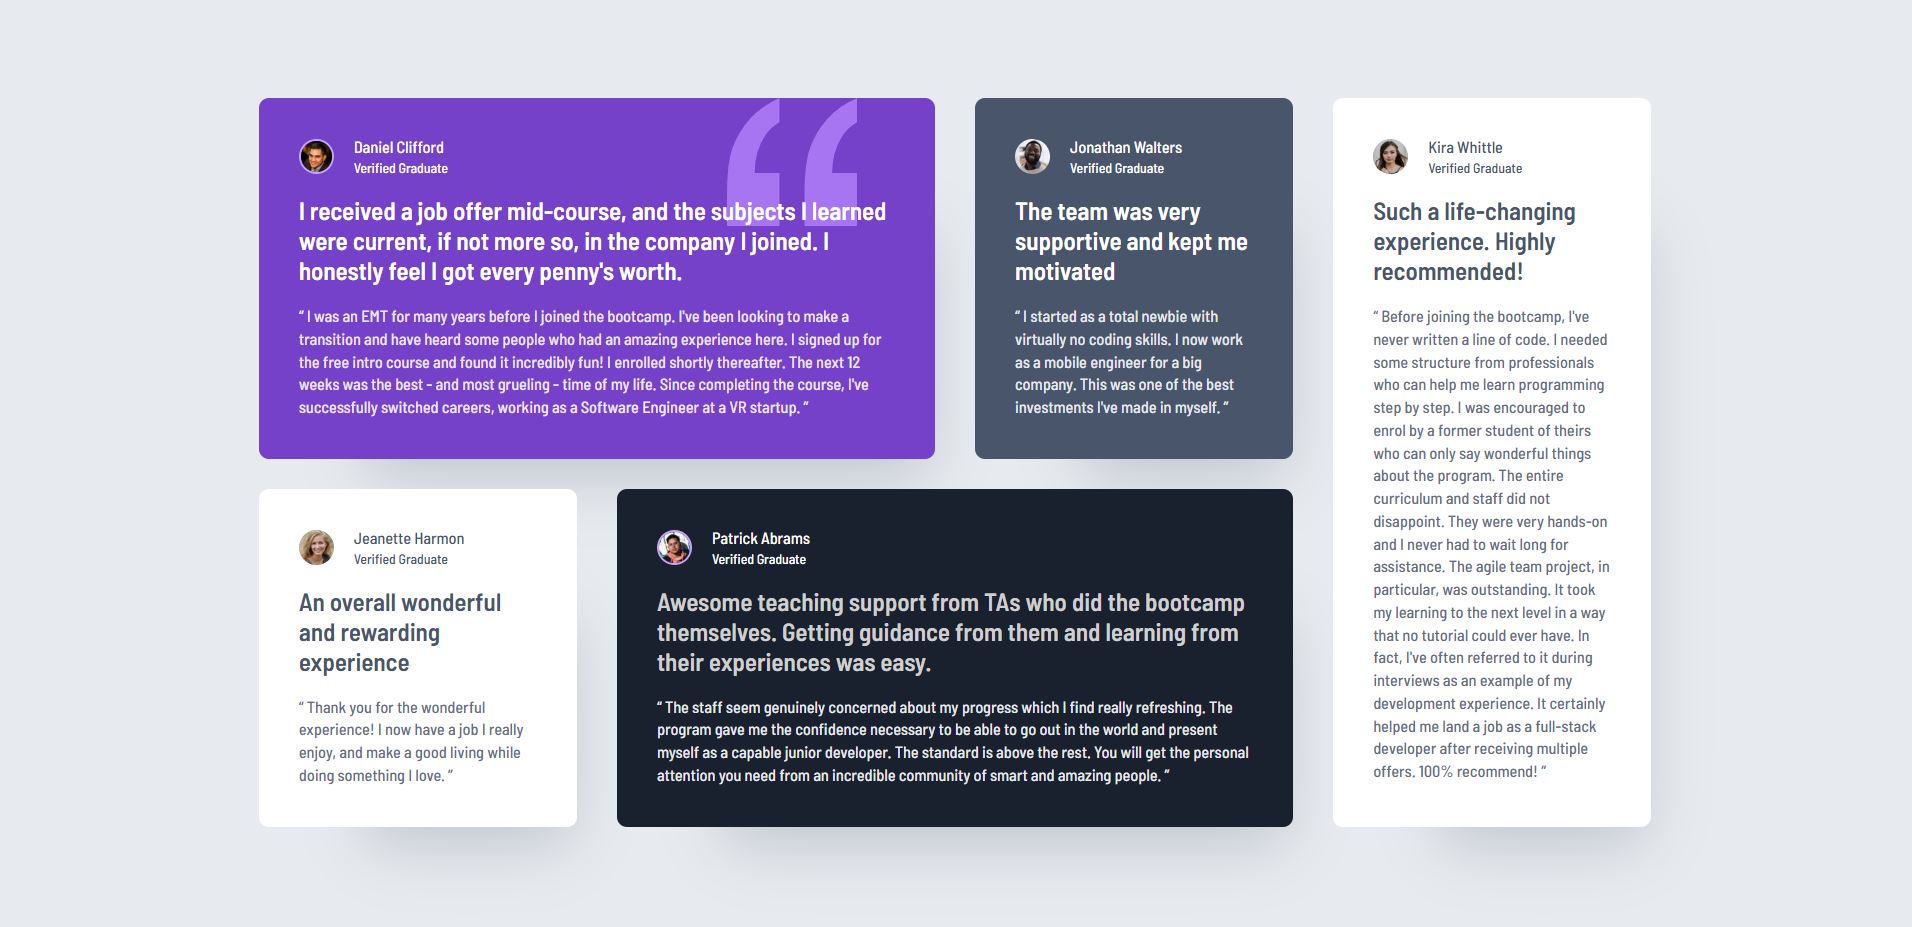 Daniel Clifford
Verified Graduate
I received a job offer mid-course, and the subjects I learned
were current, if not more so, in the company I joined. I
honestly feel I got every penny's worth.
“ I was an EMT for many years before I joined the bootcamp. I've been looking to make a
transition and have heard some people who had an amazing experience here. I signed up for
the free intro course and found it incredibly fun! I enrolled shortly thereafter. The next 12
weeks was the best - and most grueling - time of my life. Since completing the course, I've
successfully switched careers, working as a Software Engineer at a VR startup. ”
Jonathan Walters
Verified Graduate
The team was very
supportive and kept me
motivated
“ I started as a total newbie with
virtually no coding skills. I now work
as a mobile engineer for a big
company. This was one of the best
investments I've made in myself. ”
Kira Whittle
Verified Graduate
Such a life-changing
experience. Highly
recommended!
“ Before joining the bootcamp, I've
never written a line of code. I needed
some structure from professionals
who can help me learn programming
step by step. I was encouraged to
enrol by a former student of theirs
who can only say wonderful things
about the program. The entire
curriculum and staff did not
disappoint. They were very hands-on
and I never had to wait long for
assistance. The agile team project, in
particular, was outstanding. It took
my learning to the next level in a way
that no tutorial could ever have. In
fact, I've often referred to it during
interviews as an example of my
development experience. It certainly
helped me land a job as a full-stack
developer after receiving multiple
offers. 100% recommend! ”
Jeanette Harmon
Verified Graduate
An overall wonderful
and rewarding
experience
“ Thank you for the wonderful
experience! I now have a job I really
enjoy, and make a good living while
doing something I love. ”
Patrick Abrams
Verified Graduate
Awesome teaching support from TAs who did the bootcamp
themselves. Getting guidance from them and learning from
their experiences was easy.
“ The staff seem genuinely concerned about my progress which I find really refreshing. The
program gave me the confidence necessary to be able to go out in the world and present
myself as a capable junior developer. The standard is above the rest. You will get the personal
attention you need from an incredible community of smart and amazing people. ”